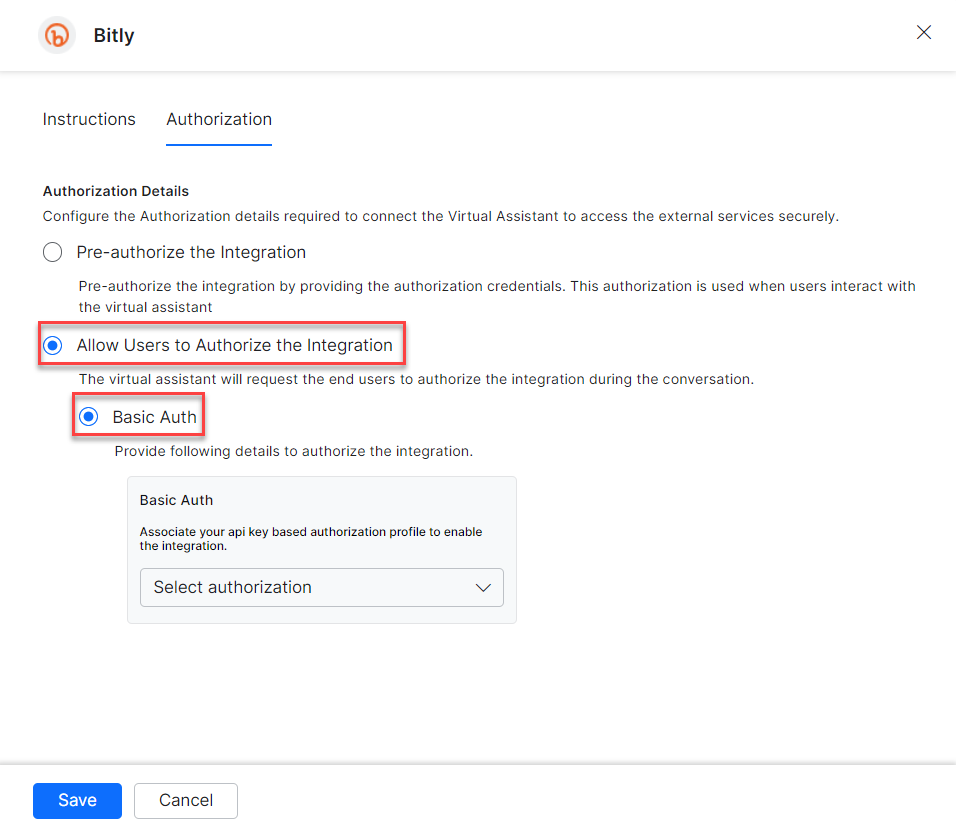 Bitly
Instructions
Authorization
Authorization Details
Configure the Authorization details required to connect the Virtual Assistant to access the external services securely.
Pre-authorize the Integration
Pre-authorize the integration by providing the authorization credentials. This authorization is used when users interact with
the virtual assistant
Allow Users to Authorize the Integration
The virtual assistant will request the end users to authorize the integration during the conversation.
Basic Auth
Provide following details to authorize the integration.
Basic Auth
Associate your api key based authorization profile to enable
the integration.
Select authorization
Save
Cancel